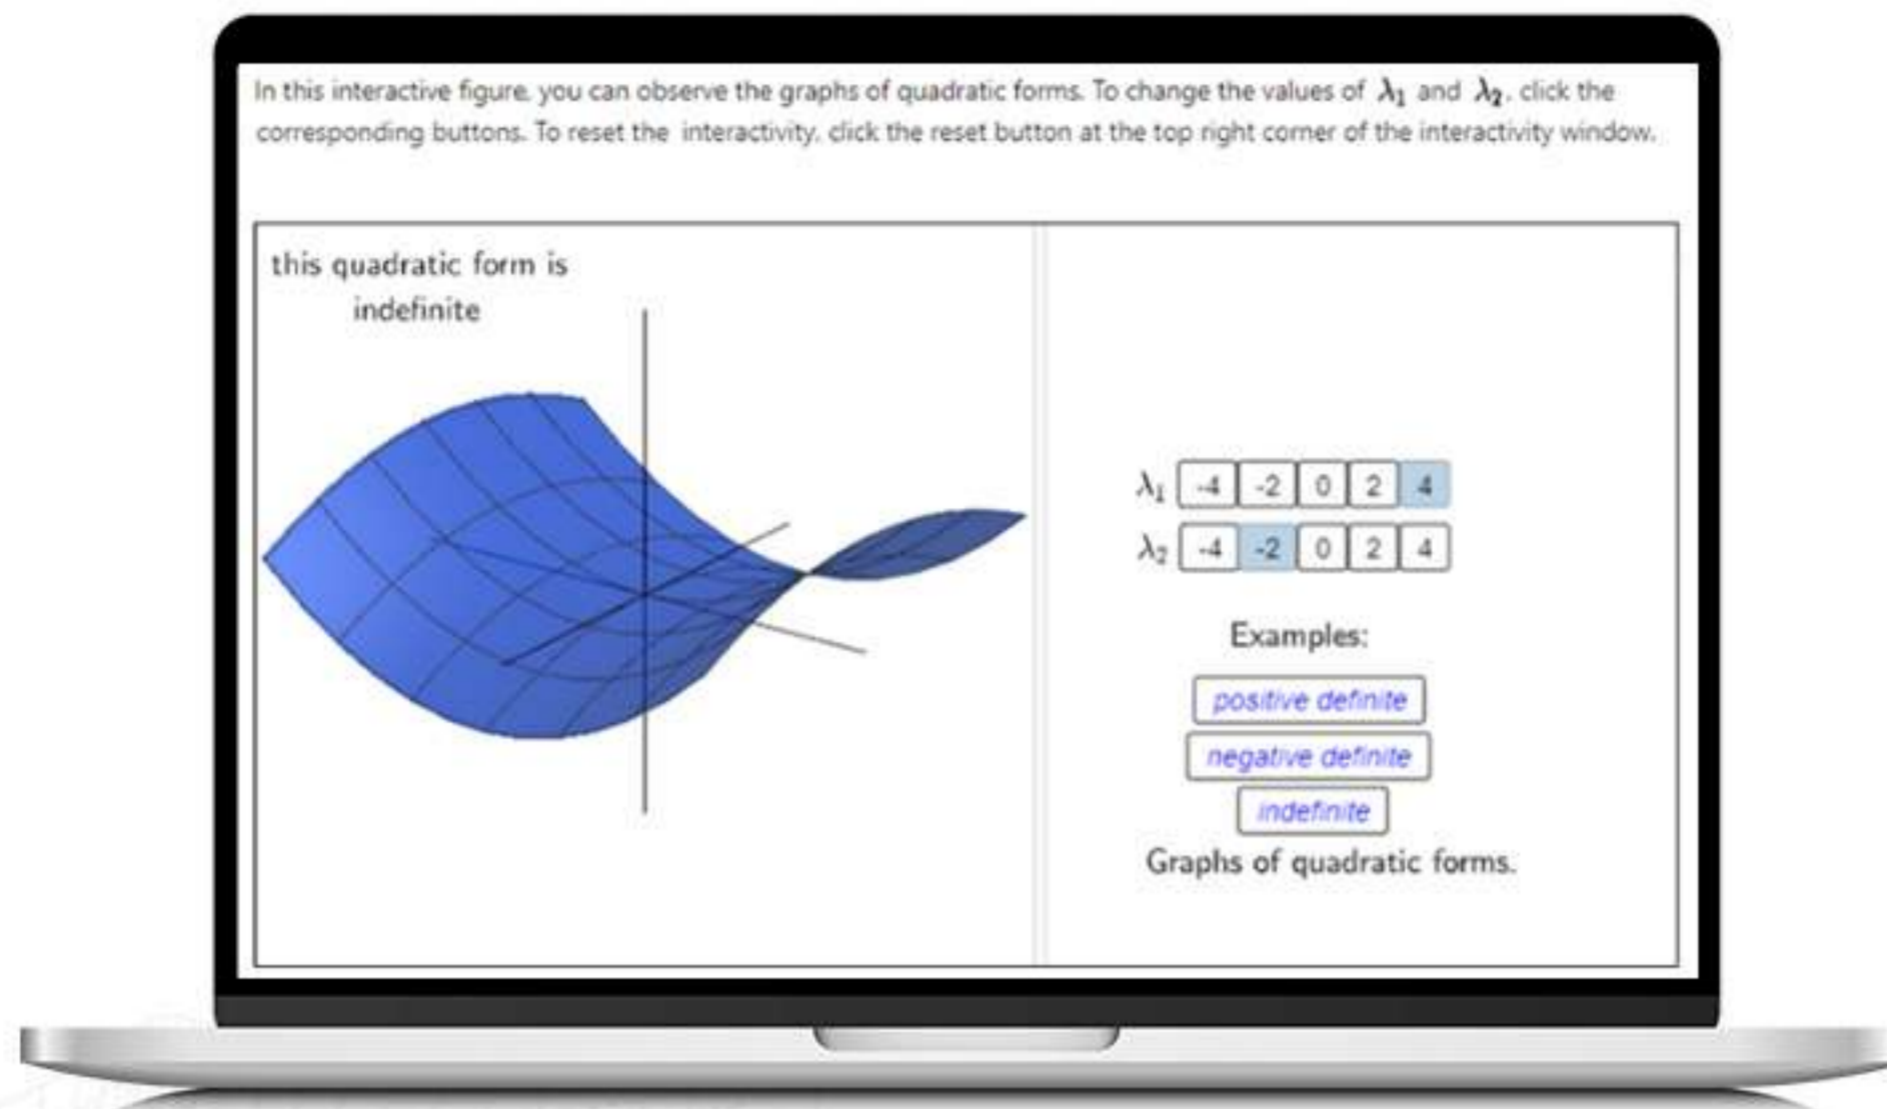 In this interactive figure, you can observe the graphs of quadratic forms. To change the values of λ₁ and λ₂, click the
corresponding buttons. To reset the interactivity, click the reset button at the top right corner of the interactivity window.
this quadratic form is
indefinite
λ₁ -4 -2 0 2 4
λ₂ -4 -2 0 2 4
Examples:
positive definite
negative definite
indefinite
Graphs of quadratic forms.